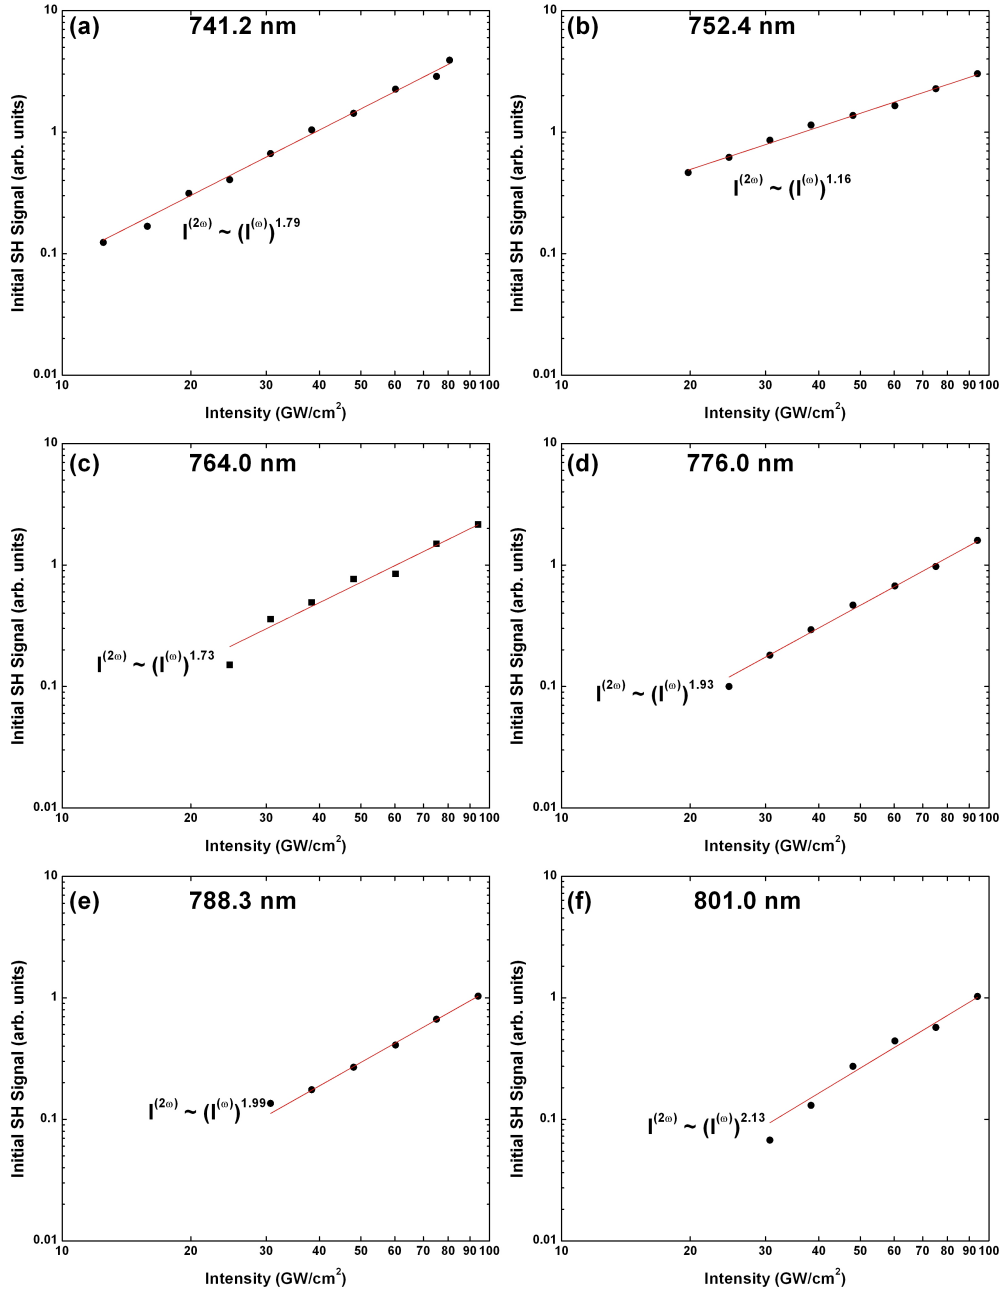 (a) 741.2 nm
10
1
0.1
0.01
Initial SH Signal (arb. units)
I^(2ω) ~ (I^(ω))^1.79
10 20 30 40 50 60 70 80 90 100
Intensity (GW/cm²)
(b) 752.4 nm
10
1
0.1
0.01
Initial SH Signal (arb. units)
I^(2ω) ~ (I^(ω))^1.16
10 20 30 40 50 60 70 80 90 100
Intensity (GW/cm²)
(c) 764.0 nm
10
1
0.1
0.01
Initial SH Signal (arb. units)
I^(2ω) ~ (I^(ω))^1.73
10 20 30 40 50 60 70 80 90 100
Intensity (GW/cm²)
(d) 776.0 nm
10
1
0.1
0.01
Initial SH Signal (arb. units)
I^(2ω) ~ (I^(ω))^1.93
10 20 30 40 50 60 70 80 90 100
Intensity (GW/cm²)
(e) 788.3 nm
10
1
0.1
0.01
Initial SH Signal (arb. units)
I^(2ω) ~ (I^(ω))^1.99
10 20 30 40 50 60 70 80 90 100
Intensity (GW/cm²)
(f) 801.0 nm
10
1
0.1
0.01
Initial SH Signal (arb. units)
I^(2ω) ~ (I^(ω))^2.13
10 20 30 40 50 60 70 80 90 100
Intensity (GW/cm²)